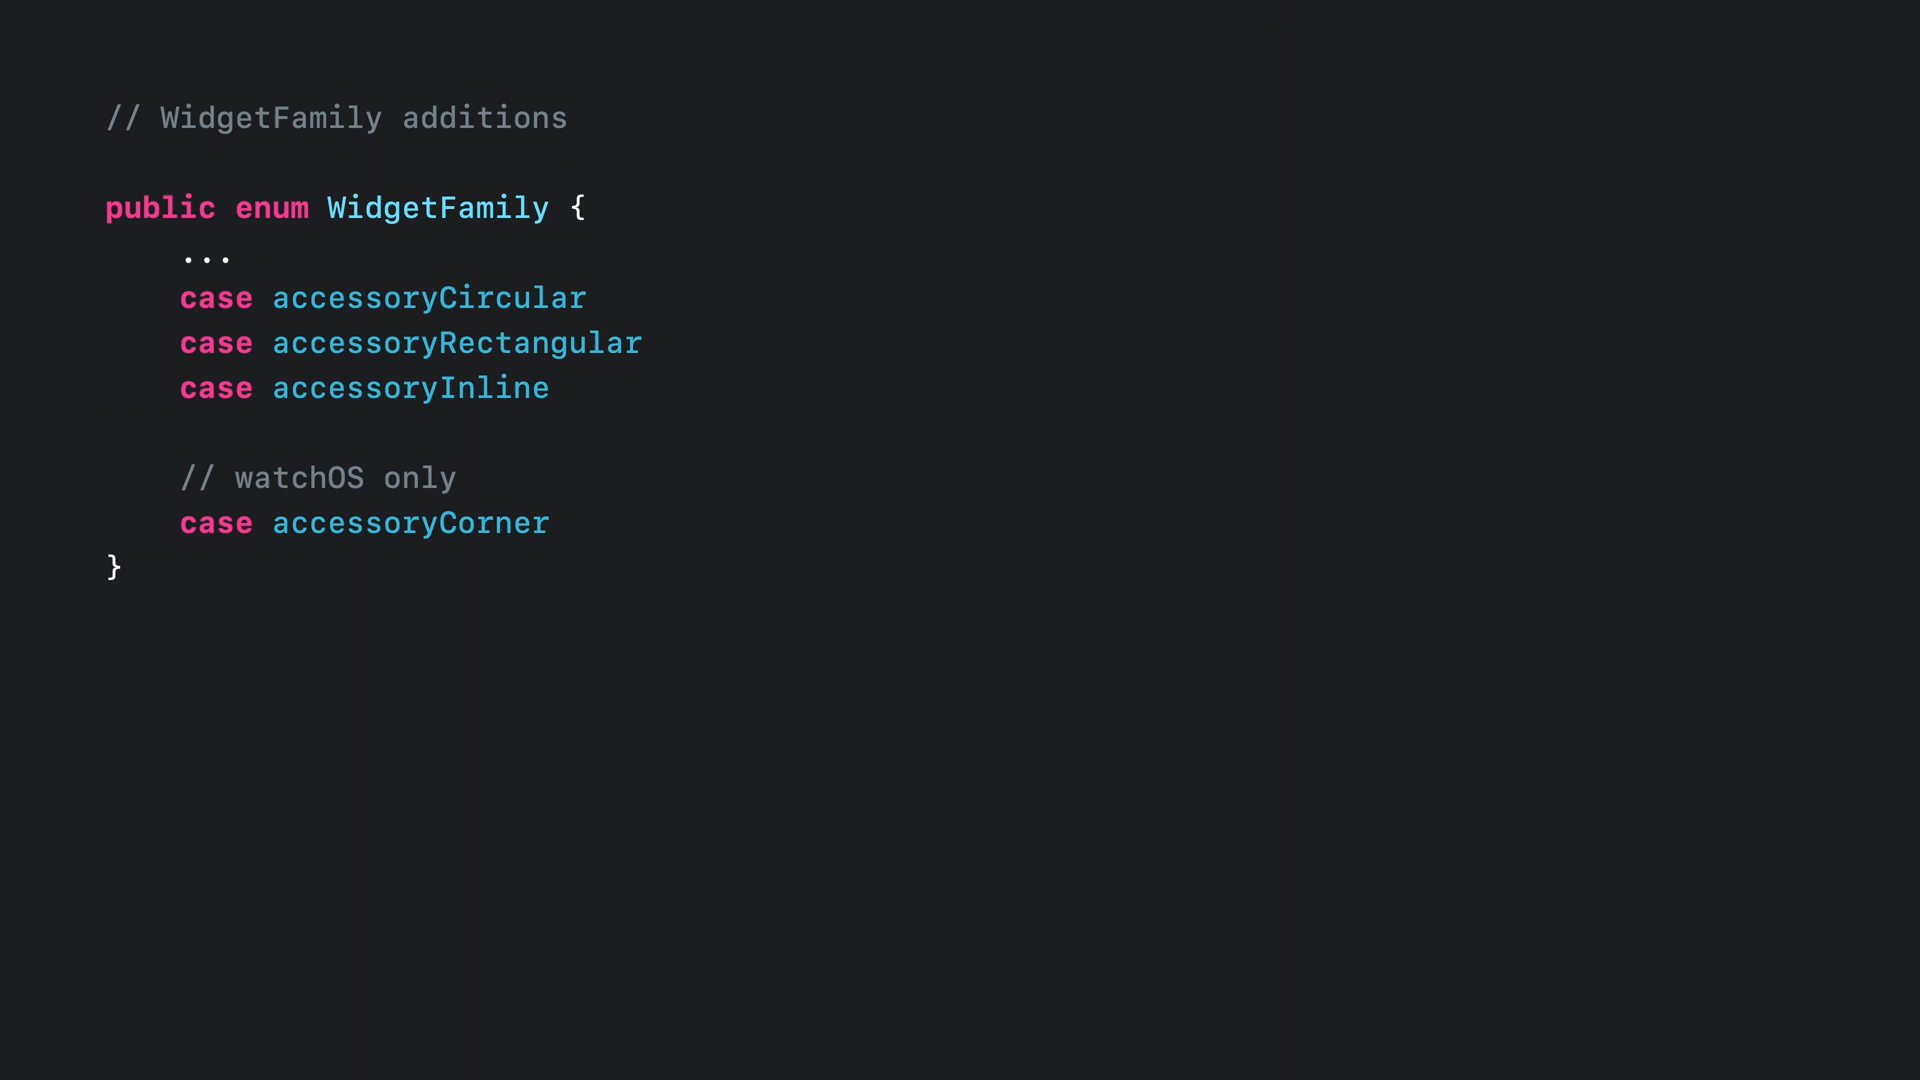 // WidgetFamily additions
public enum WidgetFamily {
...
case accessoryCircular
case accessoryRectangular
case accessoryInline
// watchOS only
case accessoryCorner
}